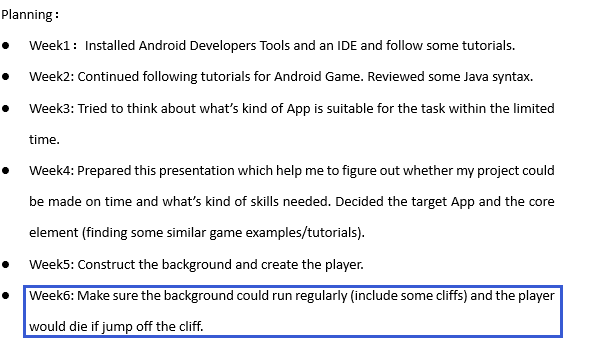 Planning：
● Week1：Installed Android Developers Tools and an IDE and follow some tutorials.
● Week2: Continued following tutorials for Android Game. Reviewed some Java syntax.
● Week3: Tried to think about what's kind of App is suitable for the task within the limited
time.
● Week4: Prepared this presentation which help me to figure out whether my project could
be made on time and what's kind of skills needed. Decided the target App and the core
element (finding some similar game examples/tutorials).
● Week5: Construct the background and create the player.
● Week6: Make sure the background could run regularly (include some cliffs) and the player
would die if jump off the cliff.